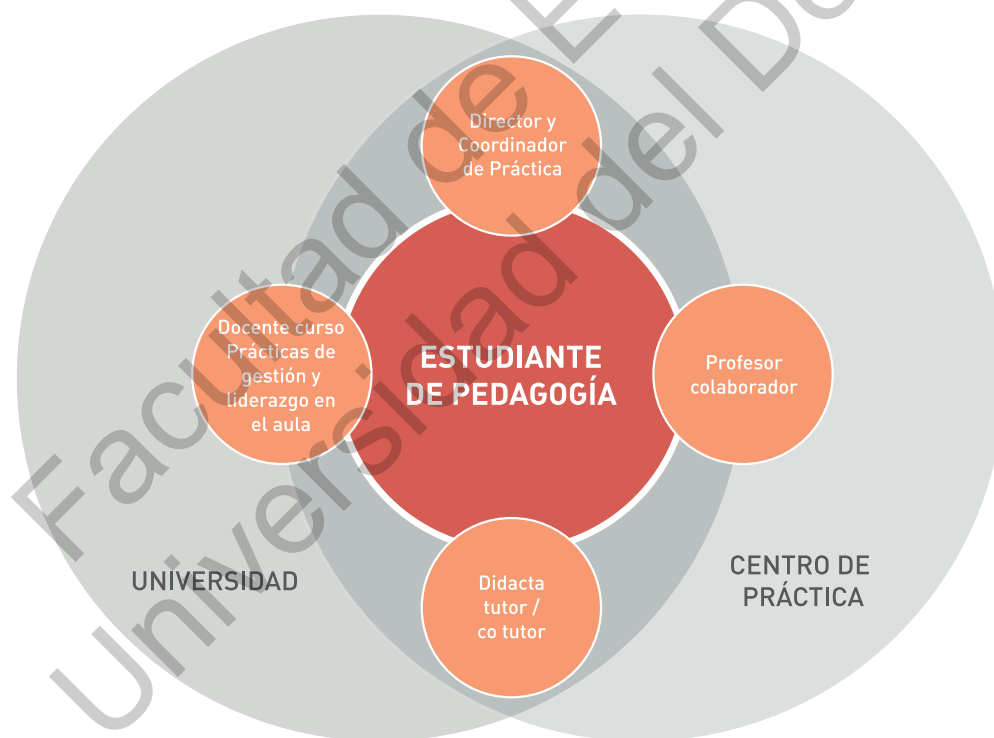 Director y
Coordinador
de Práctica
Docente curso
Prácticas de
gestión y
liderazgo en
el aula
ESTUDIANTE
DE PEDAGOGÍA
Profesor
colaborador
UNIVERSIDAD
CENTRO DE
PRÁCTICA
Didacta
tutor /
co tutor
Facultad de E
Universidad del De